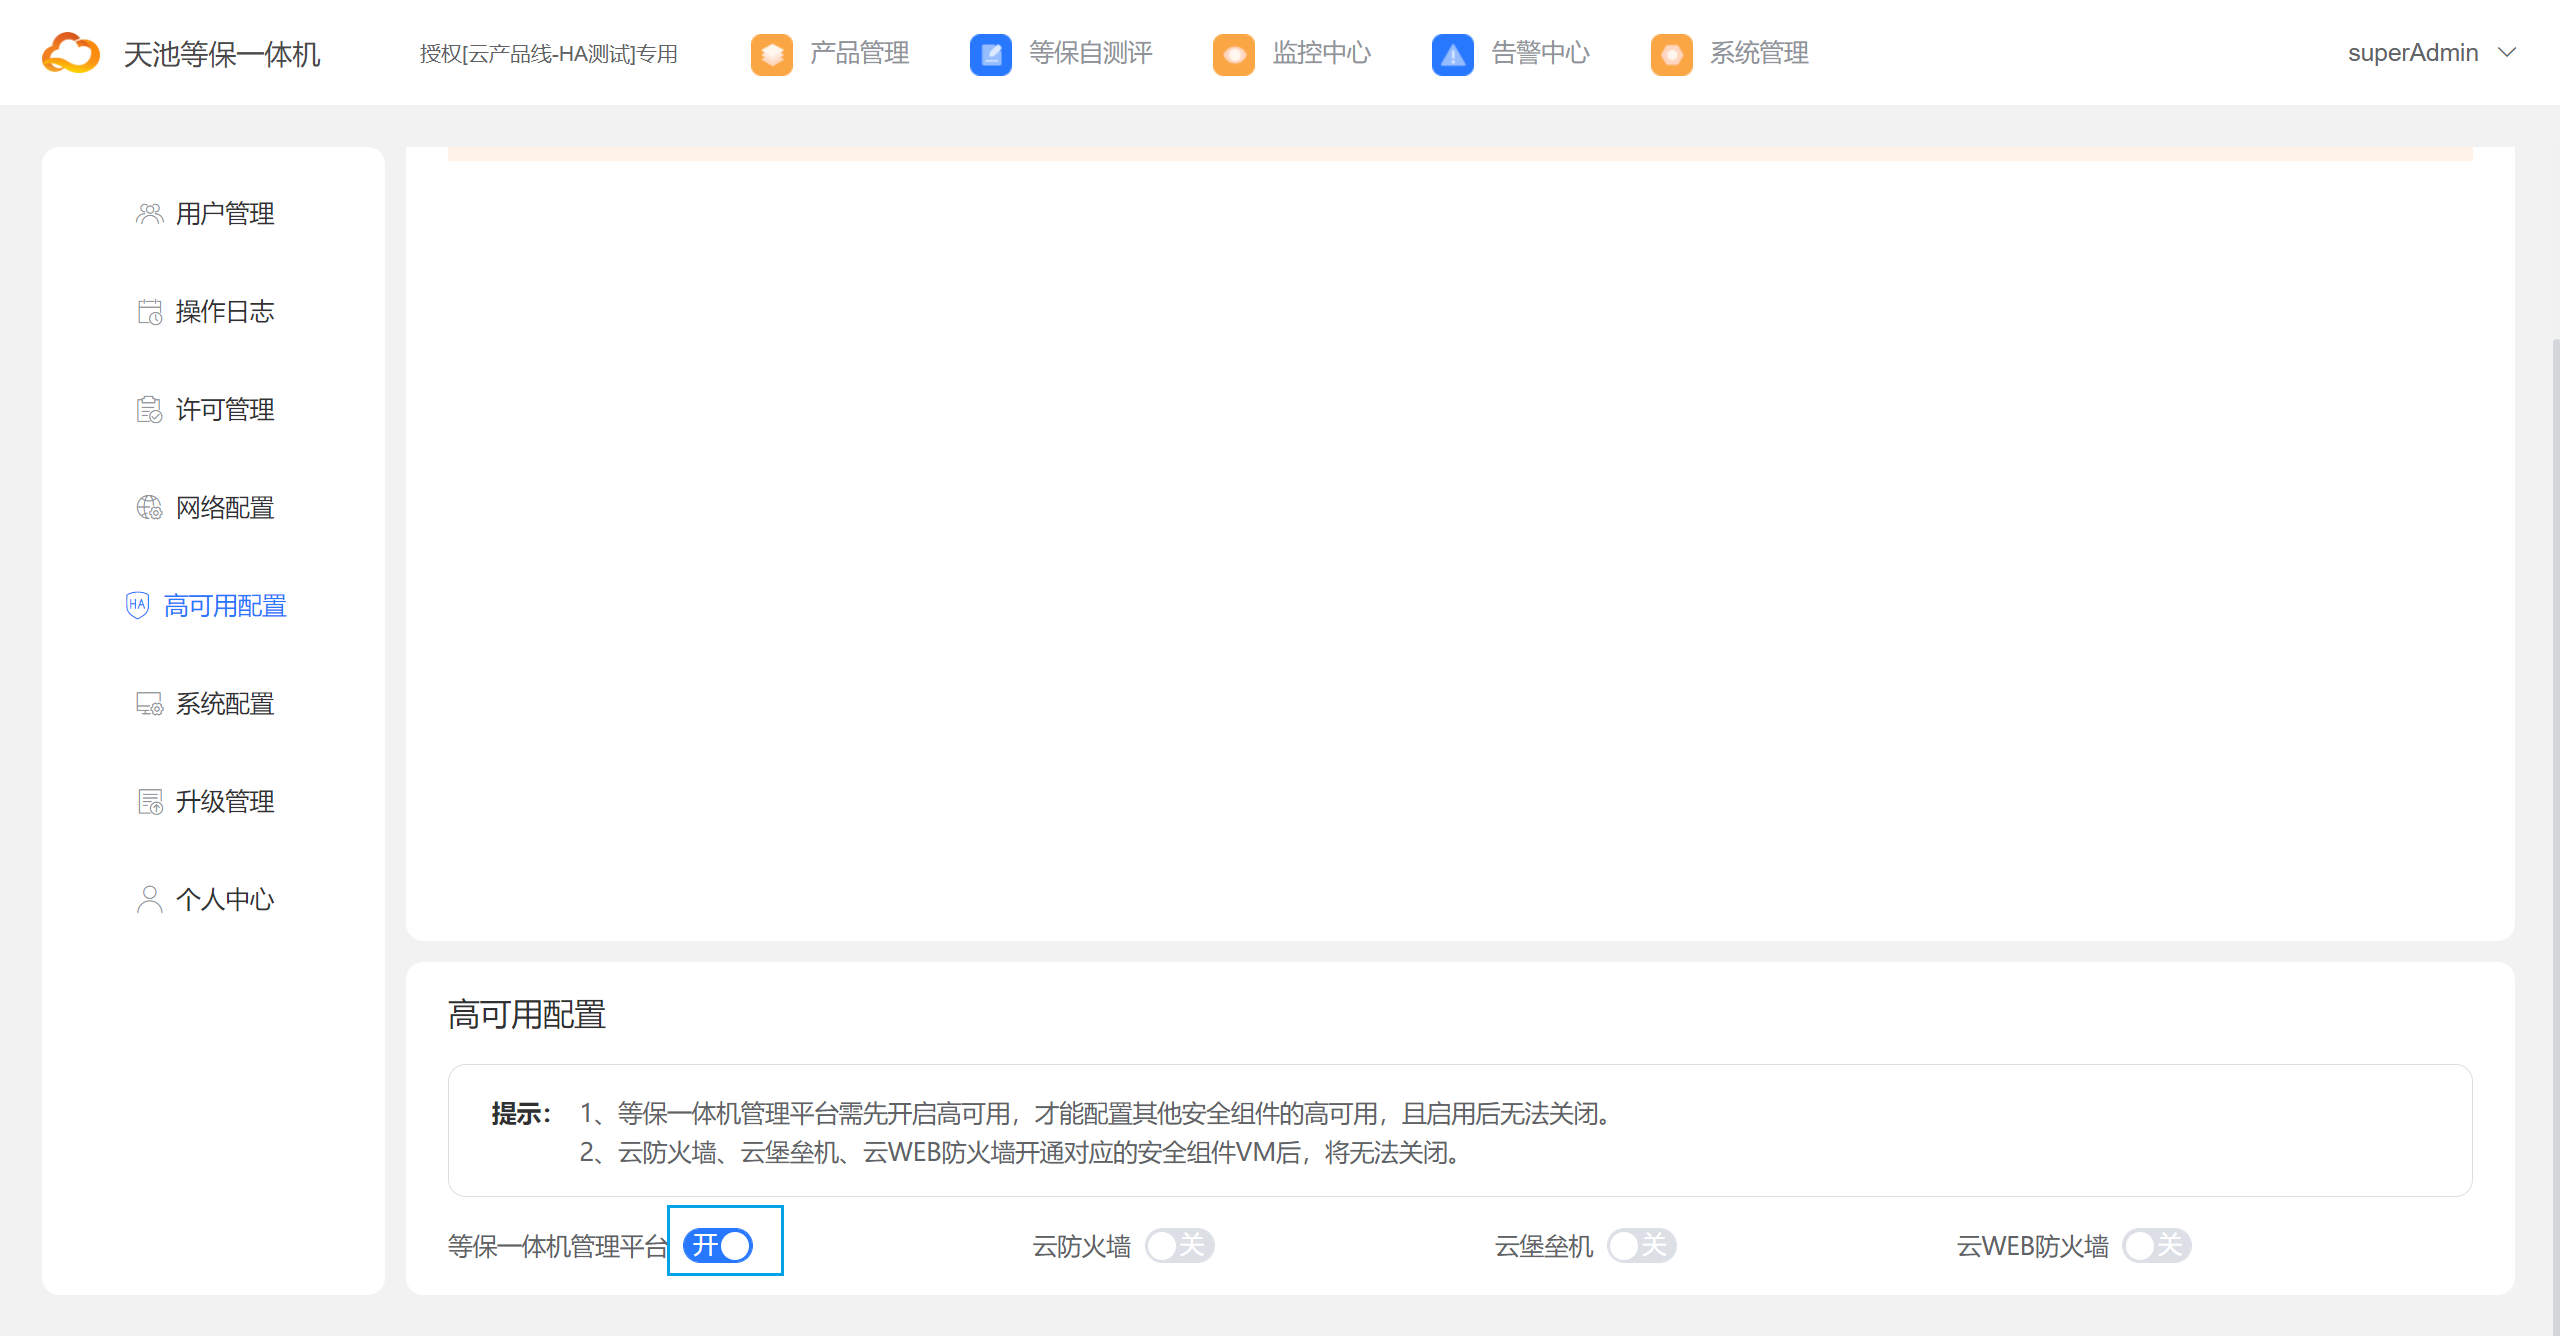 天池等保一体机
授权[云产品线-HA测试]专用
产品管理
等保自测评
监控中心
告警中心
系统管理
superAdmin
用户管理
操作日志
许可管理
网络配置
HA 高可用配置
系统配置
升级管理
个人中心
高可用配置
提示： 1、等保一体机管理平台需先开启高可用，才能配置其他安全组件的高可用，且启用后无法关闭。
2、云防火墙、云堡垒机、云WEB防火墙开通对应的安全组件VM后，将无法关闭。
等保一体机管理平台 开 云防火墙 关 云堡垒机 关 云WEB防火墙 关